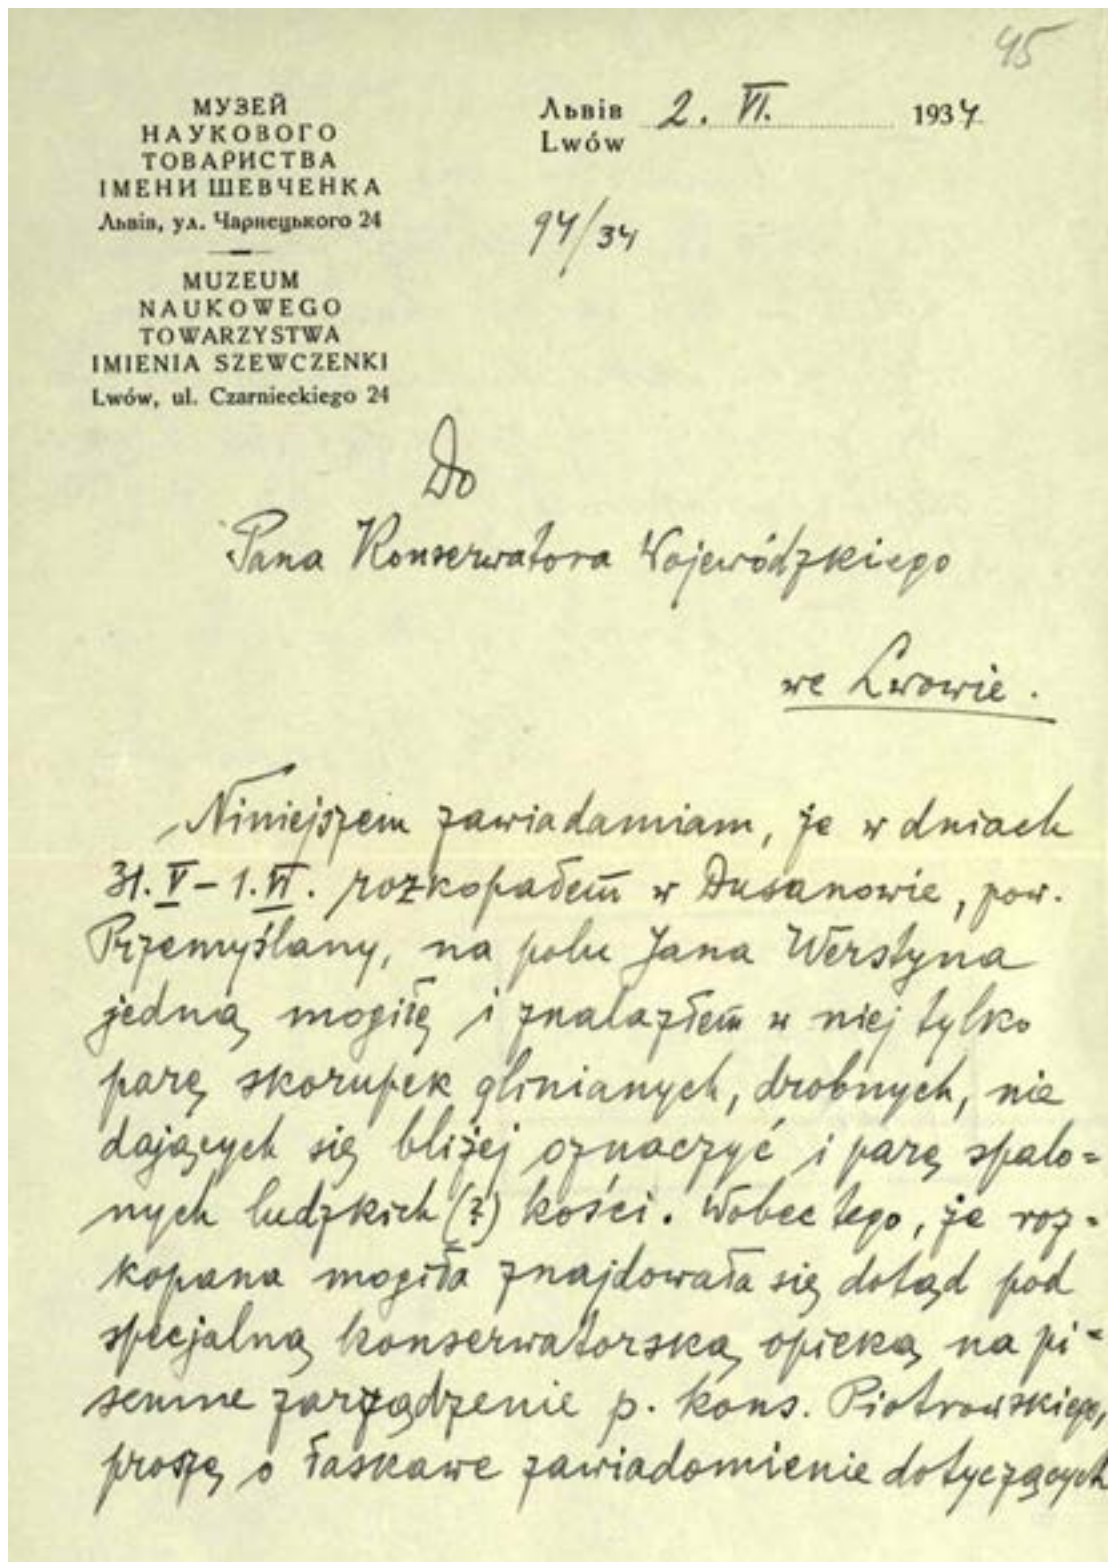 45
МУЗЕЙ
НАУКОВОГО
ТОВАРИСТВА
ІМЕНИ ШЕВЧЕНКА
Львів, ул. Чарнецького 24
MUZEUM
NAUKOWEGO
TOWARZYSTWA
IMIENIA SZEWCZENKI
Lwów, ul. Czarnieckiego 24
Львів 2. VI. 1934
Lwów
94/34
Do
Pana Konserwatora Wojewódzkiego
we Lwowie.
Niniejszem zawiadamiam, że w dniach
31. V – 1. VI. rozkopałem w Dusanowie, pow.
Przemyślany, na polu Jana Werstyna
jedną mogiłę i znalazłem w niej tylko
parę skorupek glinianych, drobnych, nie
dających się bliżej oznaczyć i parę spalo=
nych ludzkich (?) kości. Wobec tego, że roz=
kopana mogiła znajdowała się dotąd pod
specjalną konserwatorską opieką na pi=
semne zarządzenie p. kons. Piotrowskiego,
proszę o łaskawe zawiadomienie dotyczących